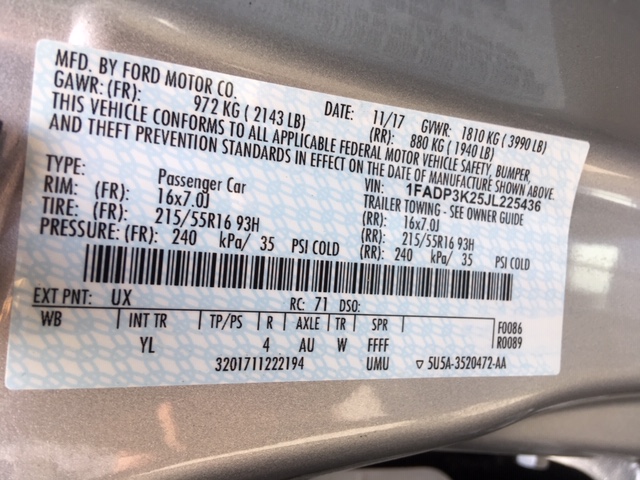 MFD. BY FORD MOTOR CO.
DATE: 11/17 GVWR: 1810 KG ( 3990 LB)
GAWR: (FR): 972 KG ( 2143 LB) (RR): 880 KG ( 1940 LB)
THIS VEHICLE CONFORMS TO ALL APPLICABLE FEDERAL MOTOR VEHICLE SAFETY, BUMPER,
AND THEFT PREVENTION STANDARDS IN EFFECT ON THE DATE OF MANUFACTURE SHOWN ABOVE.
VIN: 1FADP3K25JL225436
TYPE: Passenger Car TRAILER TOWING - SEE OWNER GUIDE
RIM: (FR): 16x7.0J (RR): 16x7.0J
TIRE: (FR): 215/55R16 93H (RR): 215/55R16 93H
PRESSURE: (FR): 240 kPa/ 35 PSI COLD (RR): 240 kPa/ 35 PSI COLD
EXT PNT: UX RC: 71 DSO:
WB INT TR TP/PS R AXLE TR SPR F0086
YL 4 AU W FFFF R0089
3201711222194 UMU ▽ 5U5A-3520472-AA